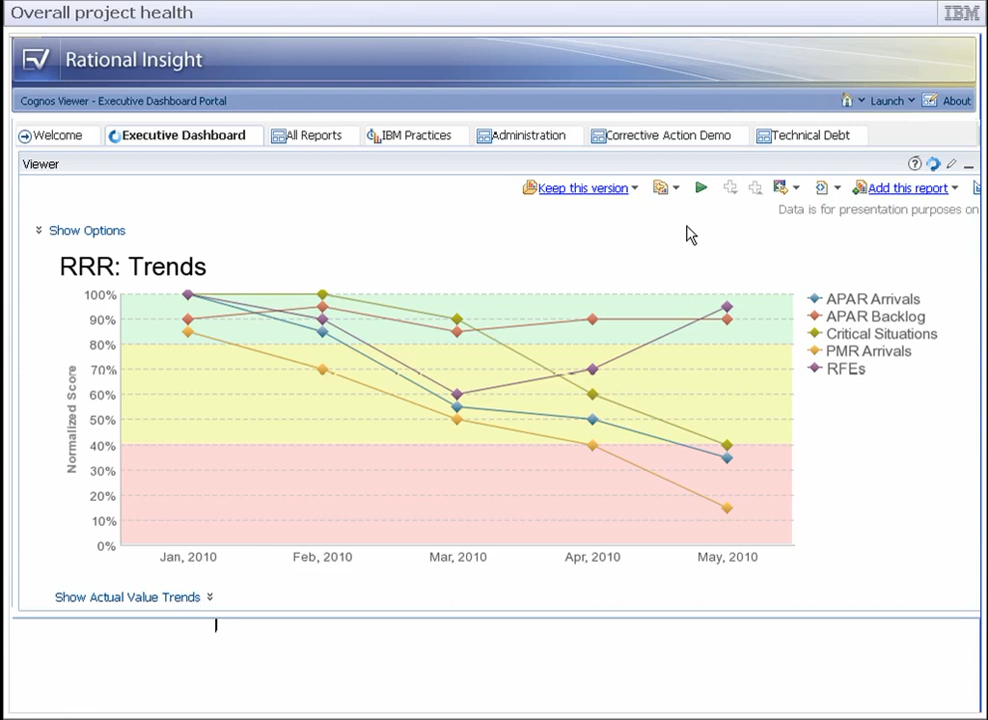 Overall project health
IBM
Rational Insight
Cognos Viewer - Executive Dashboard Portal
Launch
About
Welcome
Executive Dashboard
All Reports
IBM Practices
Administration
Corrective Action Demo
Technical Debt
Viewer
Keep this version
Add this report
Data is for presentation purposes on
Show Options
RRR: Trends
100%
90%
80%
70%
60%
50%
40%
30%
20%
10%
0%
Normalized Score
Jan, 2010
Feb, 2010
Mar, 2010
Apr, 2010
May, 2010
APAR Arrivals
APAR Backlog
Critical Situations
PMR Arrivals
RFEs
Show Actual Value Trends